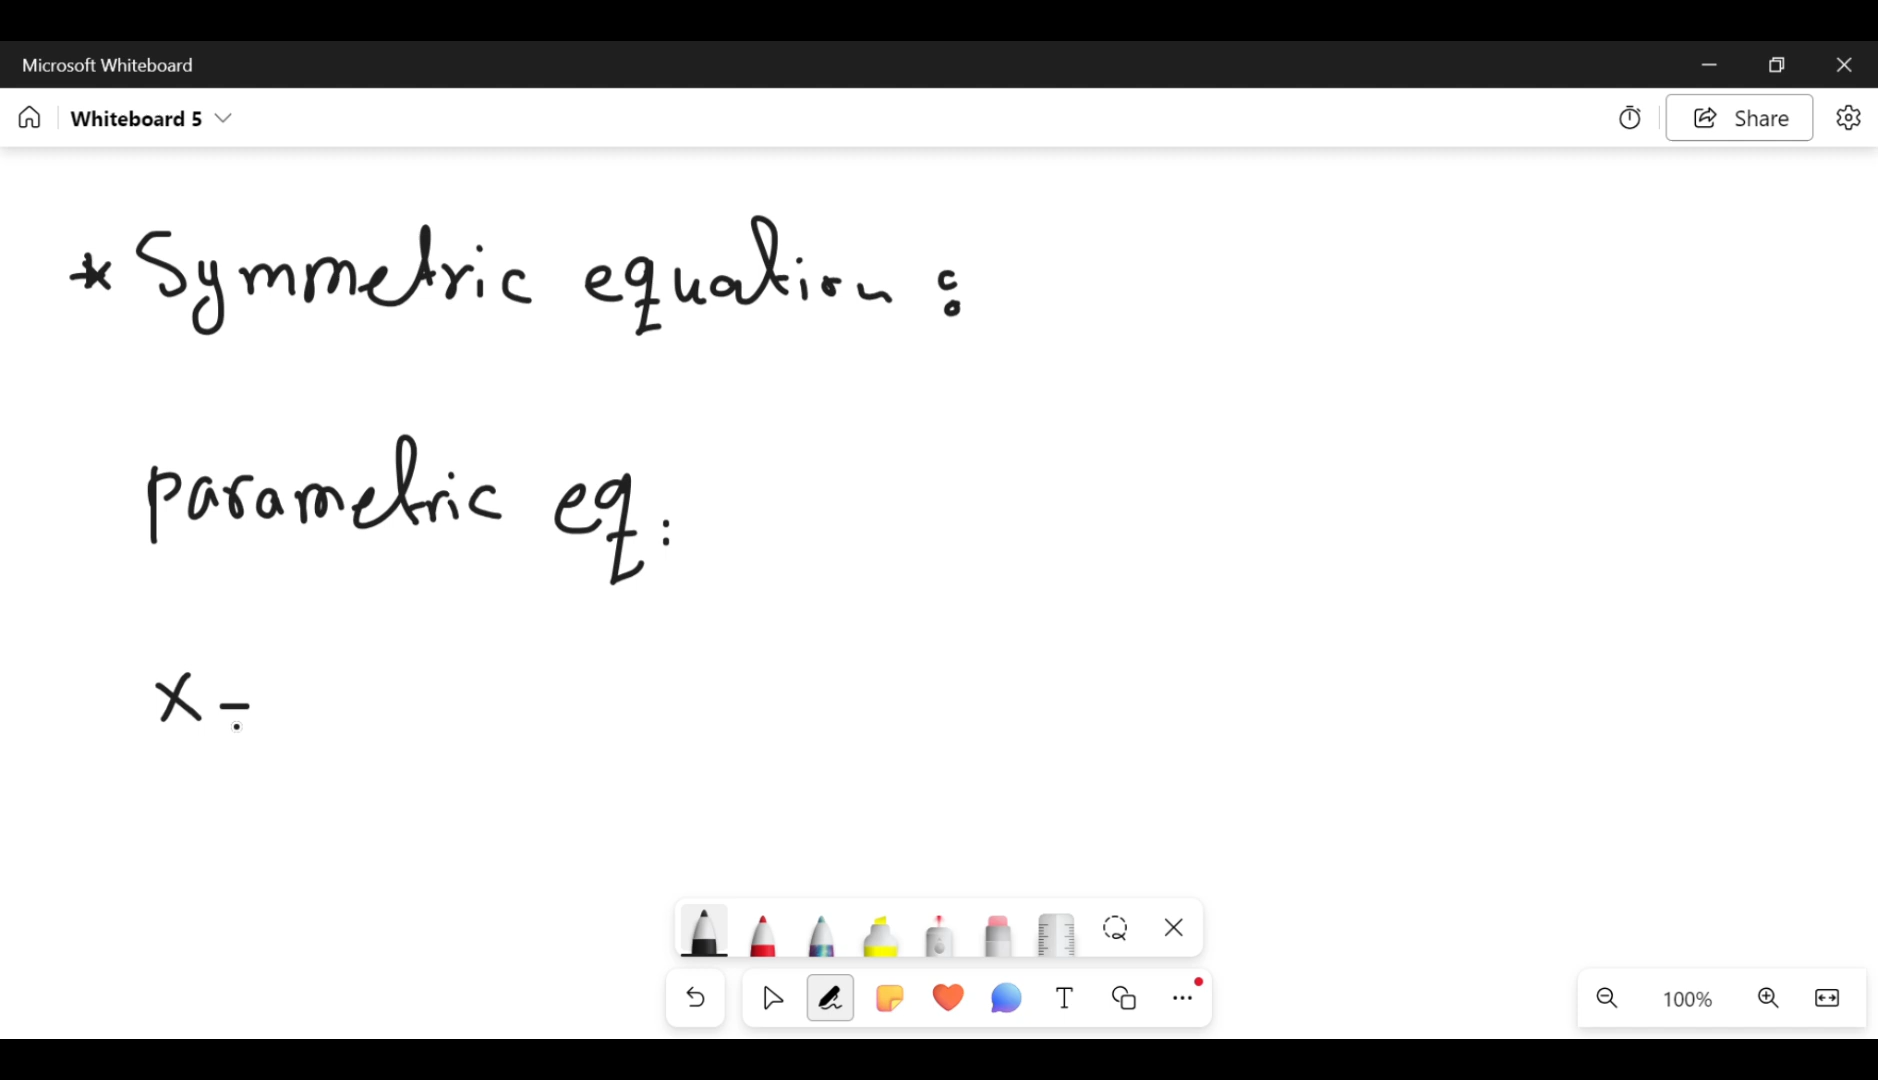 Microsoft Whiteboard
Whiteboard 5
Share
* Symmetric equation :
parametric eq :
x -
T
100%